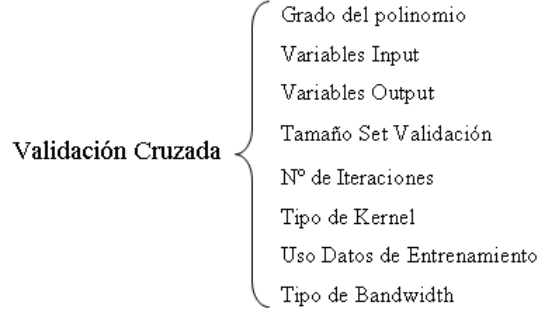 Grado del polinomio
Variables Input
Variables Output
Tamaño Set Validación
Validación Cruzada
Nº de Iteraciones
Tipo de Kernel
Uso Datos de Entrenamiento
Tipo de Bandwidth